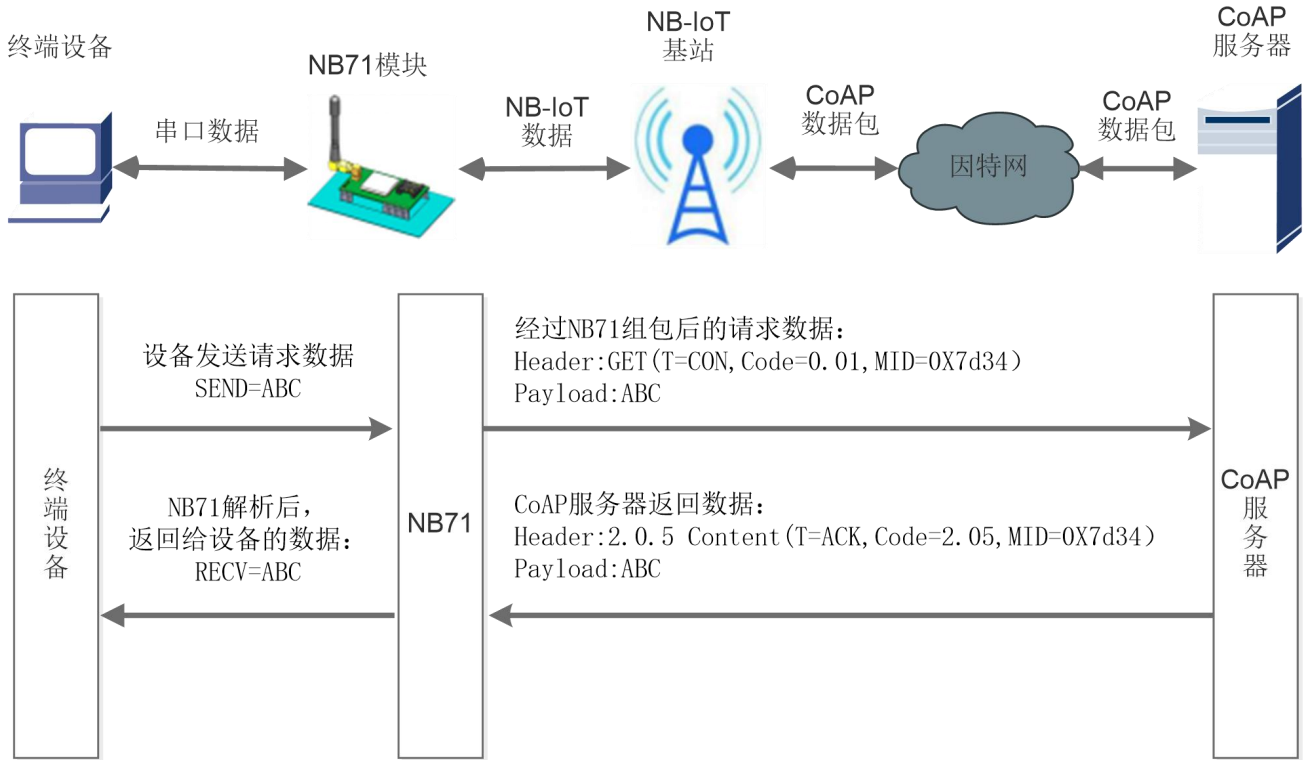 终端设备
NB71模块
NB-IoT
基站
CoAP
服务器
串口数据
NB-IoT
数据
CoAP
数据包
因特网
CoAP
数据包
设备发送请求数据
SEND=ABC
经过NB71组包后的请求数据：
Header:GET(T=CON,Code=0.01,MID=0X7d34)
Payload:ABC
终端设备
NB71解析后，
返回给设备的数据：
RECV=ABC
NB71
CoAP服务器返回数据：
Header:2.0.5 Content(T=ACK,Code=2.05,MID=0X7d34)
Payload:ABC
CoAP
服务器